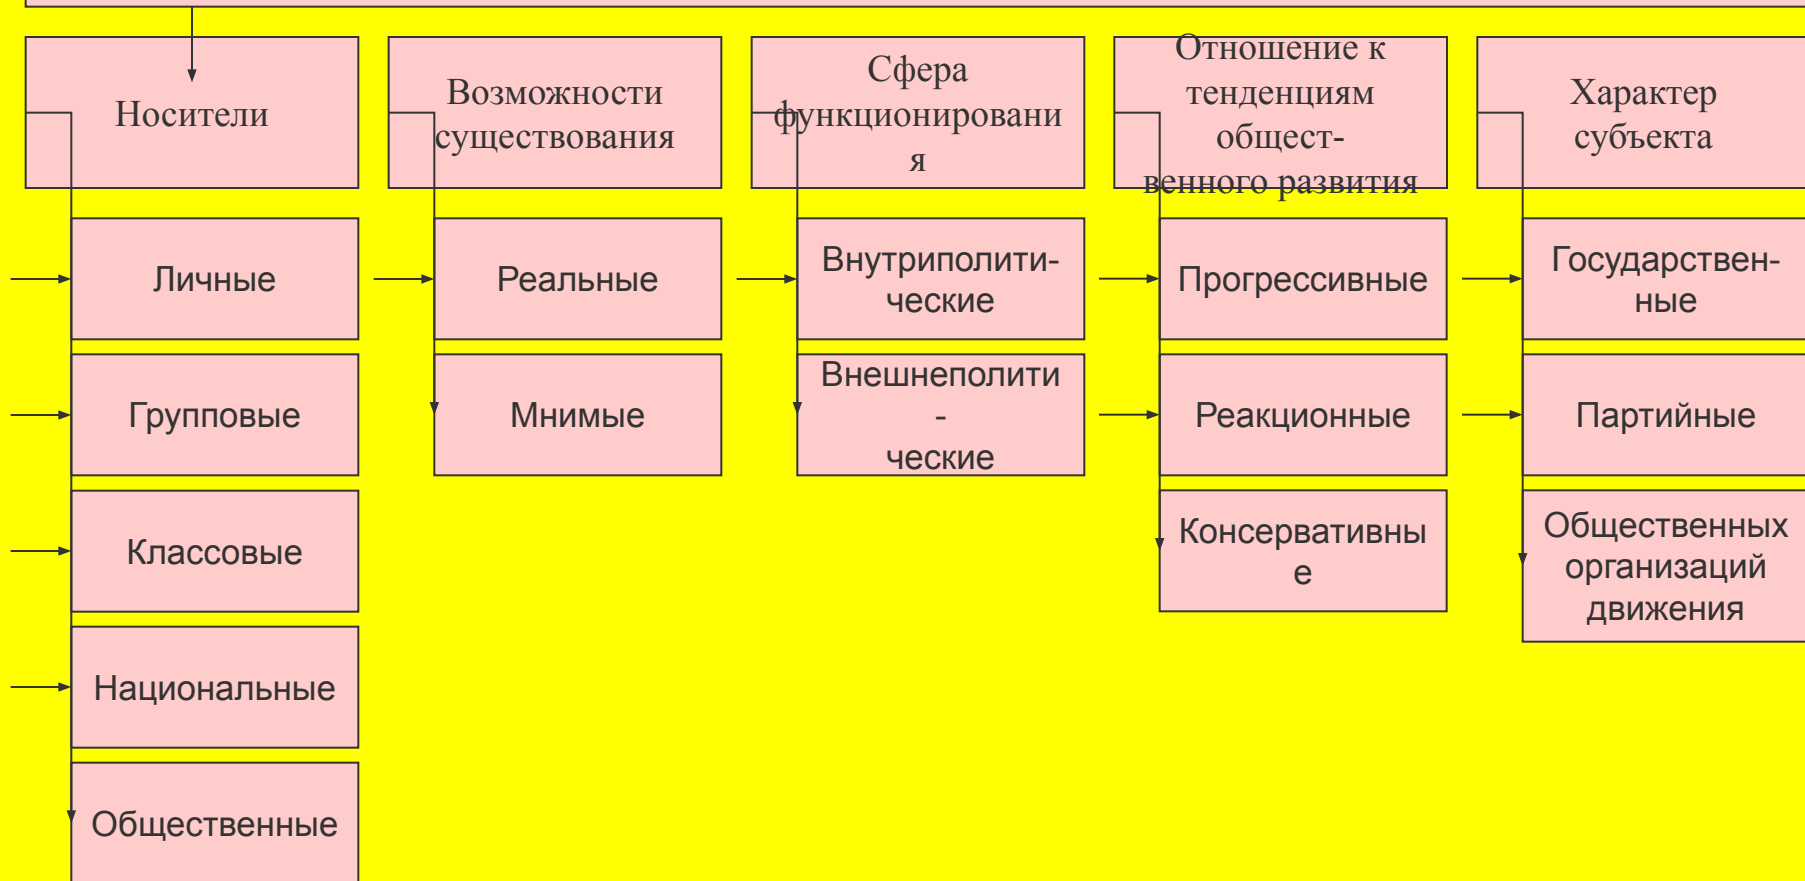 Носители
Возможности
существования
Сфера
функционировани
я
Отношение к
тенденциям
общест-
венного развития
Характер
субъекта
Личные
Групповые
Классовые
Национальные
Общественные
Реальные
Мнимые
Внутриполити-
ческие
Внешнеполити
-
ческие
Прогрессивные
Реакционные
Консервативны
е
Государствен-
ные
Партийные
Общественных
организаций
движения